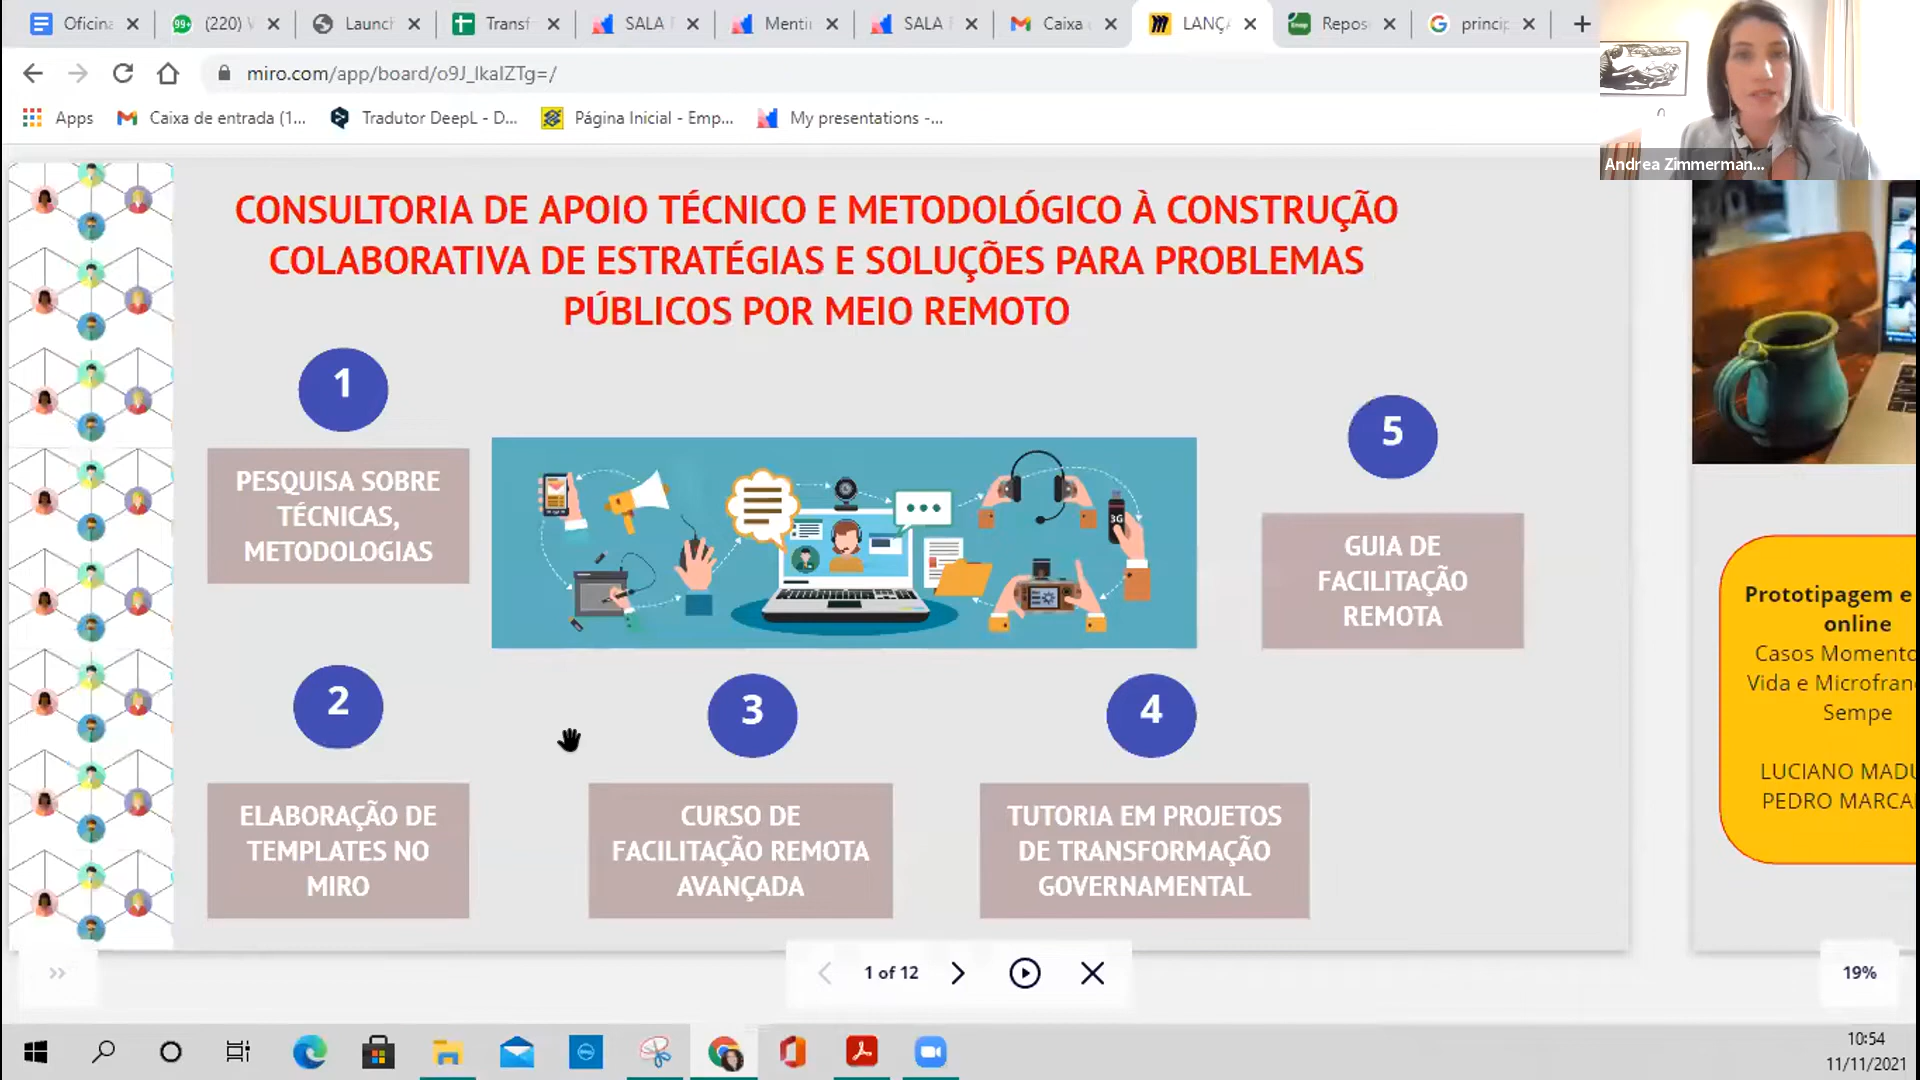 Oficina
(220) W
Launch
Transf
SALA
Mentim
SALA
Caixa
LANÇA
Repos
princip
miro.com/app/board/o9J_lkaIZTg=/
Apps
Caixa de entrada (1...
Tradutor DeepL - D...
Página Inicial - Emp...
My presentations -...
Andrea Zimmerman...
CONSULTORIA DE APOIO TÉCNICO E METODOLÓGICO À CONSTRUÇÃO
COLABORATIVA DE ESTRATÉGIAS E SOLUÇÕES PARA PROBLEMAS
PÚBLICOS POR MEIO REMOTO
1
PESQUISA SOBRE
TÉCNICAS,
METODOLOGIAS
3G
5
GUIA DE
FACILITAÇÃO
REMOTA
2
ELABORAÇÃO DE
TEMPLATES NO
MIRO
3
CURSO DE
FACILITAÇÃO REMOTA
AVANÇADA
4
TUTORIA EM PROJETOS
DE TRANSFORMAÇÃO
GOVERNAMENTAL
Prototipagem e
online
Casos Momento
Vida e Microfran
Sempe
LUCIANO MADU
PEDRO MARCA
1 of 12
19%
10:54
11/11/2021